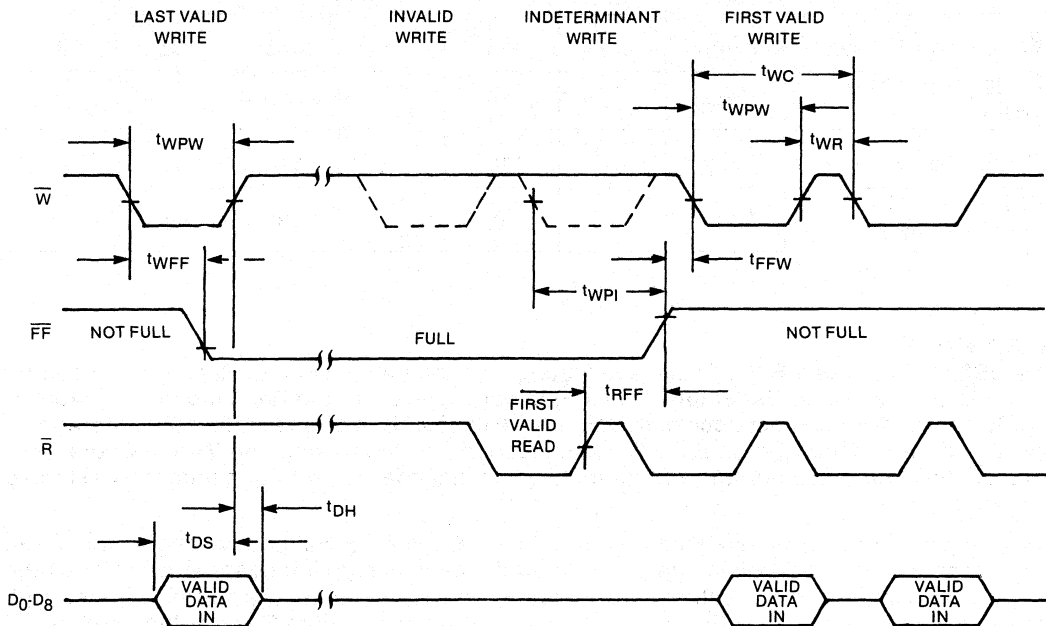 LAST VALID WRITE
INVALID WRITE
INDETERMINANT WRITE
FIRST VALID WRITE
tWC
tWPW
tWPW
tWR
W̅
tWFF
tFFW
tWPI
F̅F̅
NOT FULL
FULL
NOT FULL
tRFF
FIRST VALID READ
R̅
tDH
tDS
D0-D8
VALID DATA IN
VALID DATA IN
VALID DATA IN